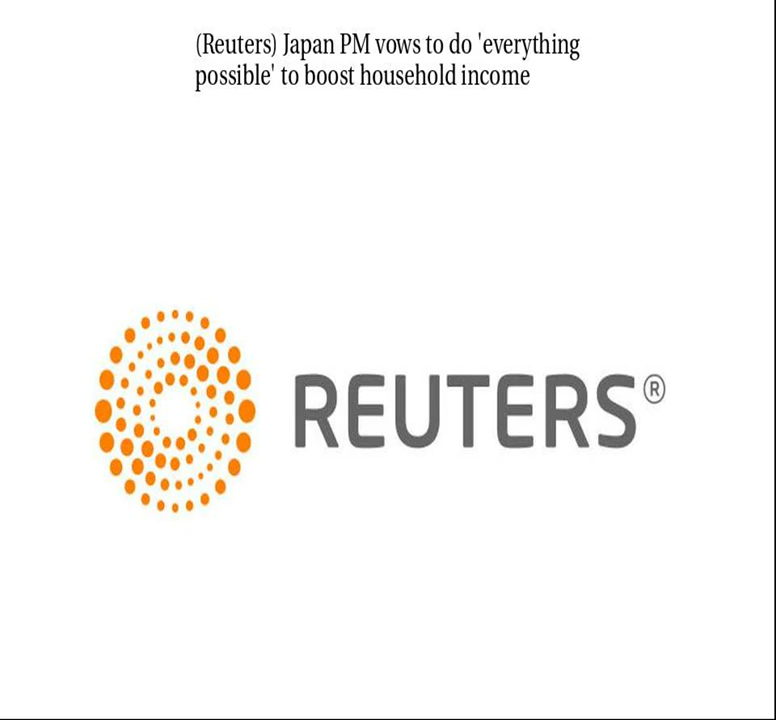 (Reuters) Japan PM vows to do 'everything
possible' to boost household income
REUTERS®